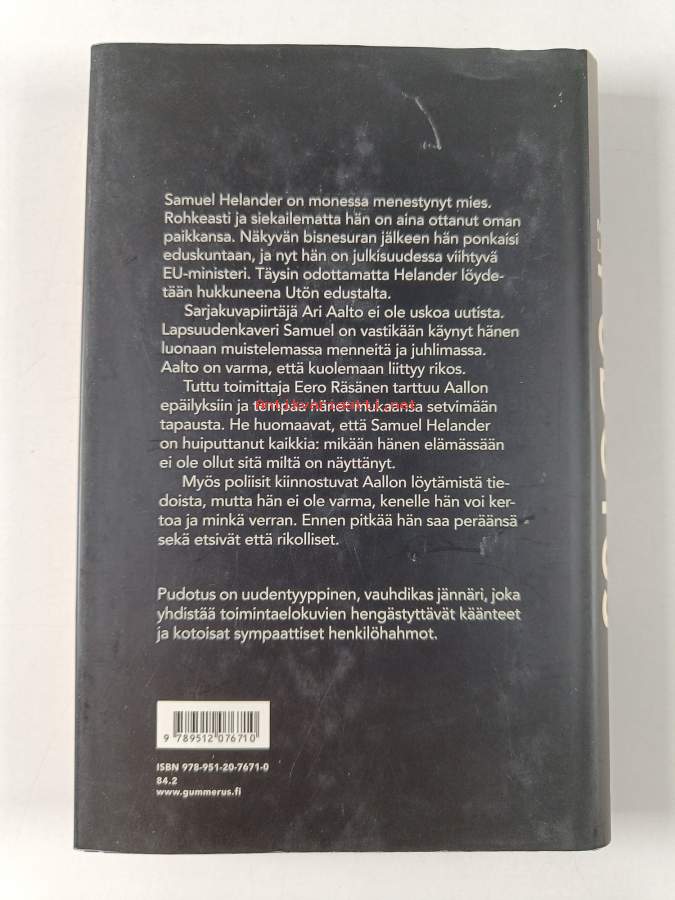 Samuel Helander on monessa menestynyt mies.
Rohkeasti ja siekailematta hän on aina ottanut oman
paikkansa. Näkyvän bisnesuran jälkeen hän ponkaisi
eduskuntaan, ja nyt hän on julkisuudessa viihtyvä
EU-ministeri. Täysin odottamatta Helander löyde-
tään hukkuneena Utön edustalta.
Sarjakuvapiirtäjä Ari Aalto ei ole uskoa uutista.
Lapsuudenkaveri Samuel on vastikään käynyt hänen
luonaan muistelemassa menneitä ja juhlimassa.
Aalto on varma, että kuolemaan liittyy rikos.
Tuttu toimittaja Eero Räsänen tarttuu Aallon
epäilyksiin ja tempaa hänet mukaansa setvimään
tapausta. He huomaavat, että Samuel Helander
on huiputtanut kaikkia: mikään hänen elämässään
ei ole ollut sitä miltä on näyttänyt.
Myös poliisit kiinnostuvat Aallon löytämistä tie-
doista, mutta hän ei ole varma, kenelle hän voi ker-
toa ja minkä verran. Ennen pitkää hän saa peräänsä
sekä etsivät että rikolliset.
Pudotus on uudentyyppinen, vauhdikas jännäri, joka
yhdistää toimintaelokuvien hengästyttävät käänteet
ja kotoisat sympaattiset henkilöhahmot.
9 789512 076710
ISBN 978-951-20-7671-0
84.2
www.gummerus.fi